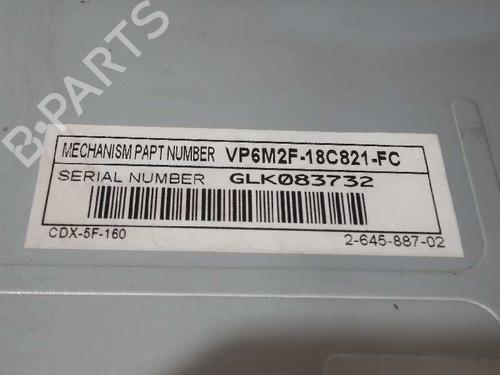 B-PARTS
MECHANISM PAPT NUMBER VP6M2F-18C821-FC
SERIAL NUMBER GLK083732
CDX-5F-160 2-645-887-02